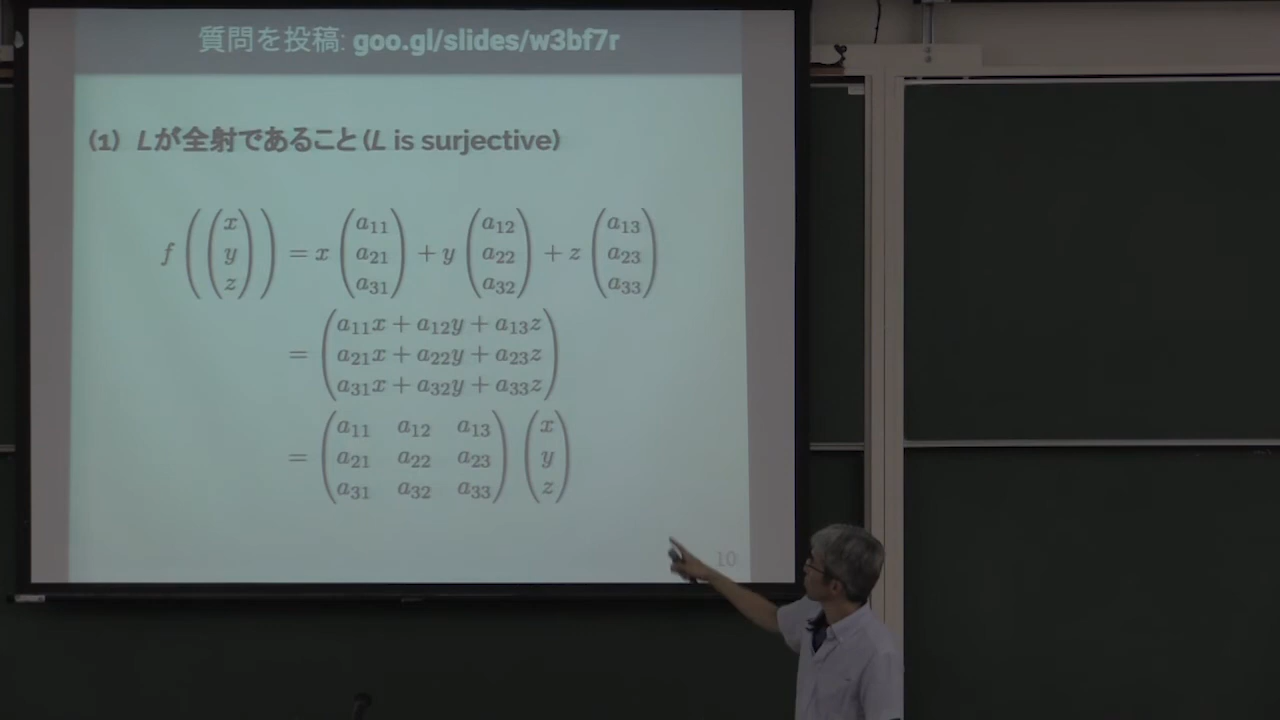 質問を投稿: goo.gl/slides/w3bf7r
(1) Lが全射であること(L is surjective)
f((x y z)) = x(a11 a21 a31) + y(a12 a22 a32) + z(a13 a23 a33)
= (a11x + a12y + a13z
a21x + a22y + a23z
a31x + a32y + a33z)
= (a11 a12 a13
a21 a22 a23
a31 a32 a33) (x y z)
10